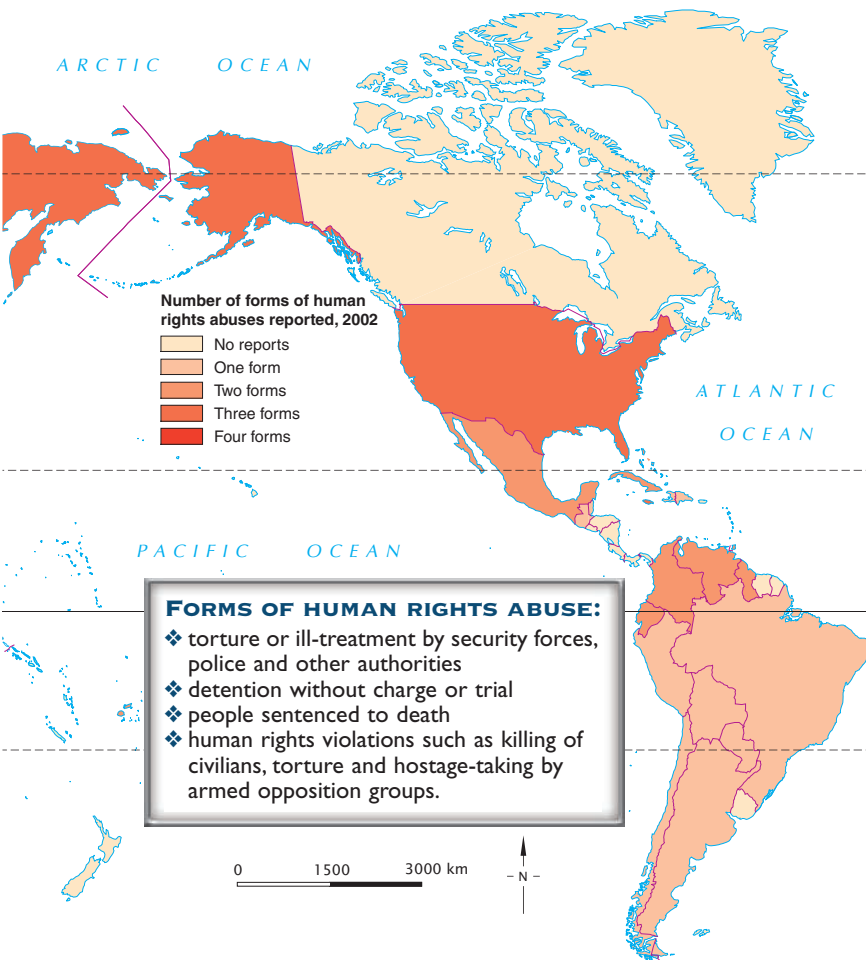 ARCTIC OCEAN
Number of forms of human
rights abuses reported, 2002
No reports
One form
Two forms
Three forms
Four forms
ATLANTIC
OCEAN
PACIFIC OCEAN
FORMS OF HUMAN RIGHTS ABUSE:
❖ torture or ill-treatment by security forces,
police and other authorities
❖ detention without charge or trial
❖ people sentenced to death
❖ human rights violations such as killing of
civilians, torture and hostage-taking by
armed opposition groups.
0 1500 3000 km
– N –